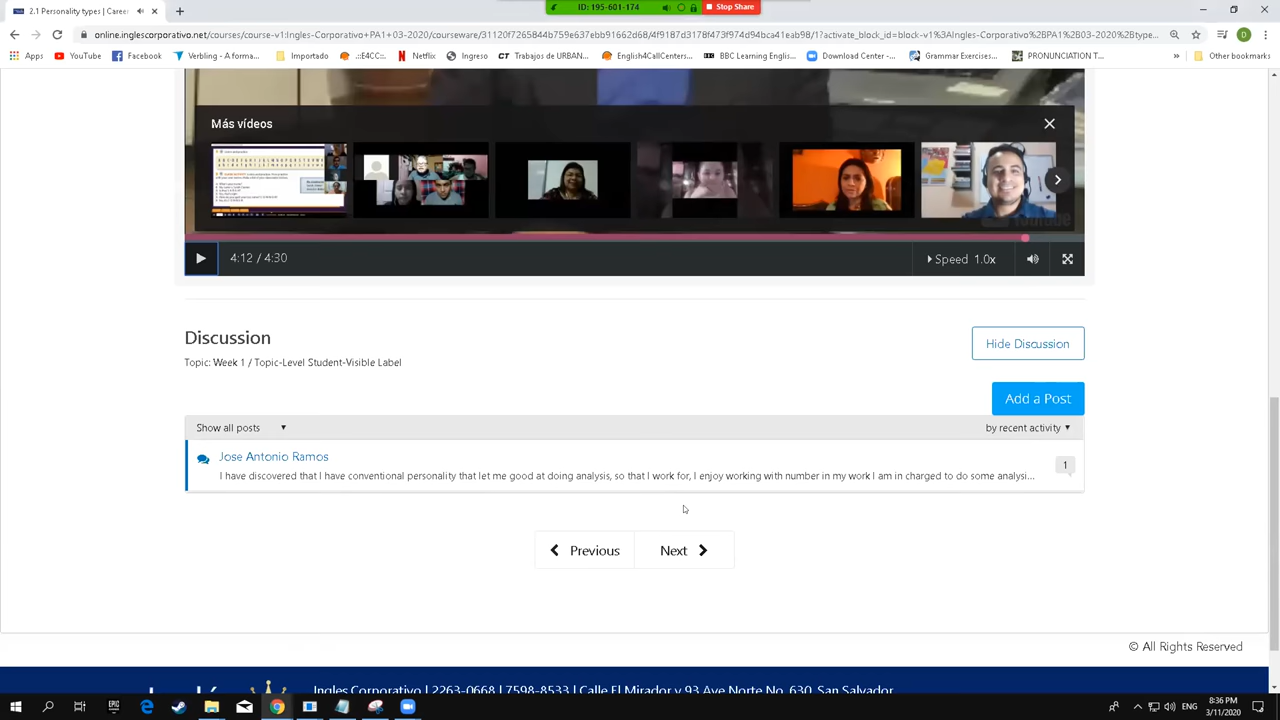 2.1 Personality types | Caree
ID: 195-601-174
Stop Share
online.inglescorporativo.net/courses/course-v1:Ingles-Corporativo+PA1+03-2020/courseware/31120f7265844b759e637ebb91662d68/4f9187d3178f473f974d94bca41eab98/1?activate_block_id=block-v1%3AIngles-Corporativo%2BPA1%2B03-2020%2Btype...
D
Apps
YouTube
Facebook
Verbling - A forma...
Importado
.::E4CC::.
Netflix
Ingreso
Trabajos de URBAN...
English4CallCenters...
BBC Learning Englis...
Download Center -...
Grammar Exercises...
PRONUNCIATION T...
»
Other bookmarks
Más vídeos
4:12 / 4:30
Speed 1.0x
Discussion
Hide Discussion
Topic: Week 1 / Topic-Level Student-Visible Label
Add a Post
Show all posts
by recent activity
Jose Antonio Ramos
I have discovered that I have conventional personality that let me good at doing analysis, so that I work for, I enjoy working with number in my work I am in charged to do some analysi...
1
Previous
Next
© All Rights Reserved
Ingles Corporativo | 2263-0668 | 7598-8533 | Calle El Mirador y 93 Ave Norte No. 630, San Salvador
ENG
8:36 PM
3/11/2020